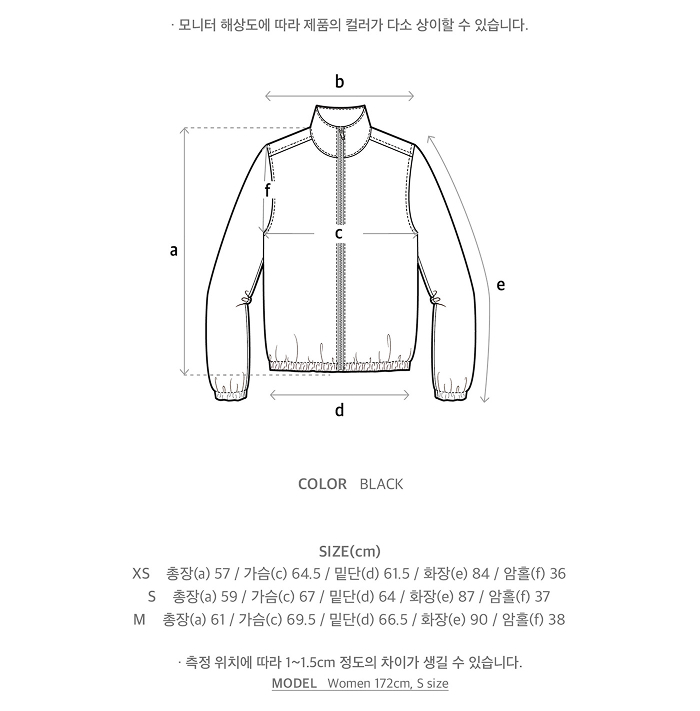 · 모니터 해상도에 따라 제품의 컬러가 다소 상이할 수 있습니다.
b
f
c
a
e
d
COLOR BLACK
SIZE(cm)
XS 총장(a) 57 / 가슴(c) 64.5 / 밑단(d) 61.5 / 화장(e) 84 / 암홀(f) 36
S 총장(a) 59 / 가슴(c) 67 / 밑단(d) 64 / 화장(e) 87 / 암홀(f) 37
M 총장(a) 61 / 가슴(c) 69.5 / 밑단(d) 66.5 / 화장(e) 90 / 암홀(f) 38
· 측정 위치에 따라 1~1.5cm 정도의 차이가 생길 수 있습니다.
MODEL Women 172cm, S size